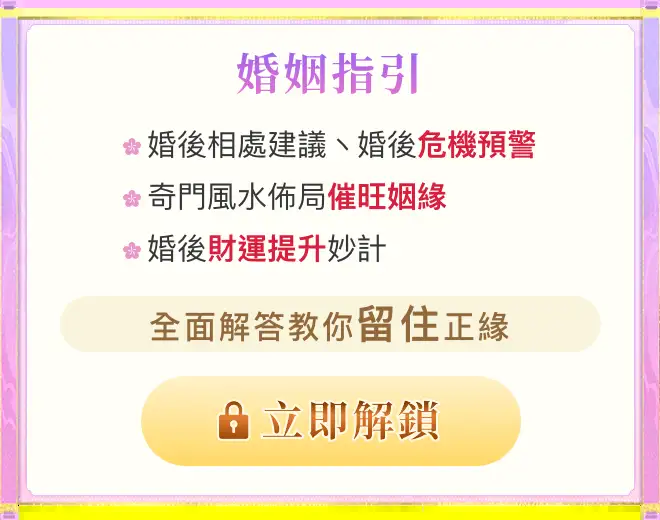 婚姻指引
婚後相處建議、婚後危機預警
奇門風水佈局催旺姻緣
婚後財運提升妙計
全面解答教你留住正緣
立即解鎖